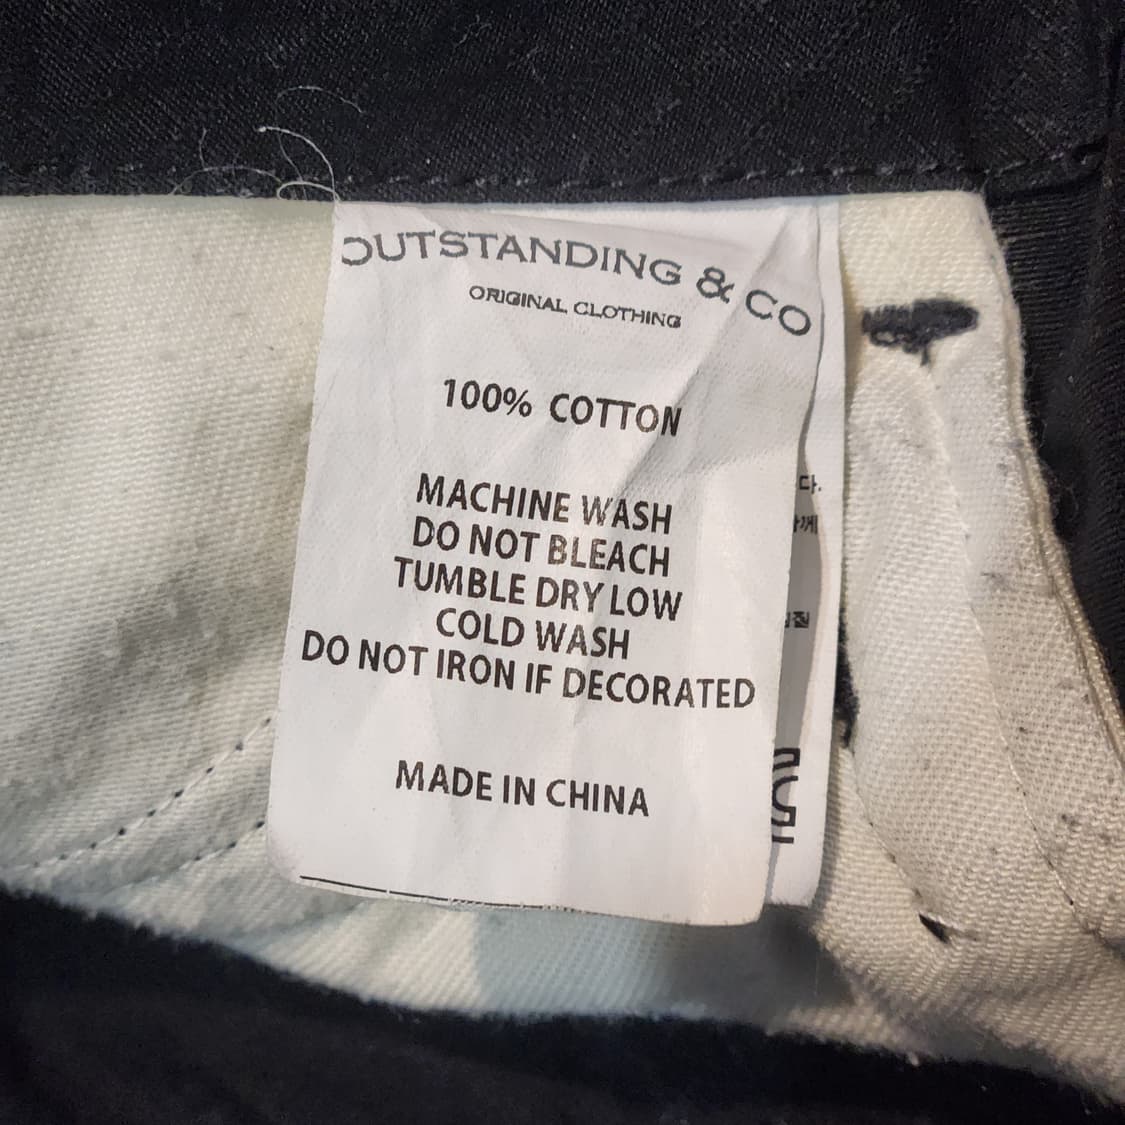 OUTSTANDING & CO
ORIGINAL CLOTHING
100% COTTON
MACHINE WASH
DO NOT BLEACH
TUMBLE DRY LOW
COLD WASH
DO NOT IRON IF DECORATED
MADE IN CHINA
다.